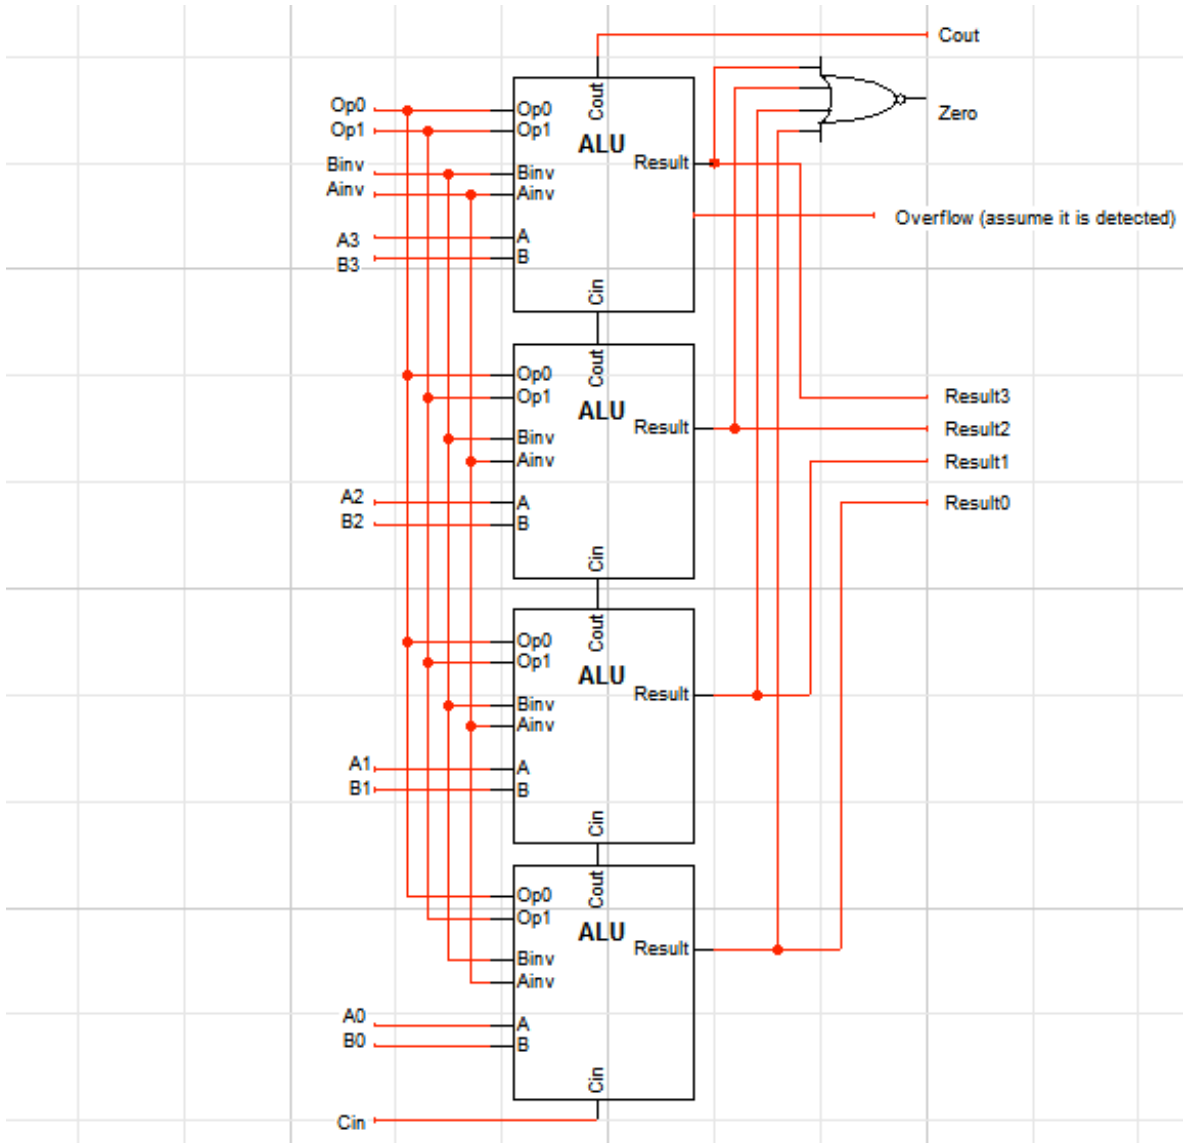 Cout
Zero
Op0
Op1
Binv
Ainv
A3
B3
Op0
Op1
Binv
Ainv
A
B
Cout
ALU
Result
Cin
Overflow (assume it is detected)
Op0
Op1
Binv
Ainv
A
B
Cout
ALU
Result
Cin
A2
B2
Result3
Result2
Result1
Result0
Op0
Op1
Binv
Ainv
A
B
Cout
ALU
Result
Cin
A1
B1
Op0
Op1
Binv
Ainv
A
B
Cout
ALU
Result
Cin
A0
B0
Cin